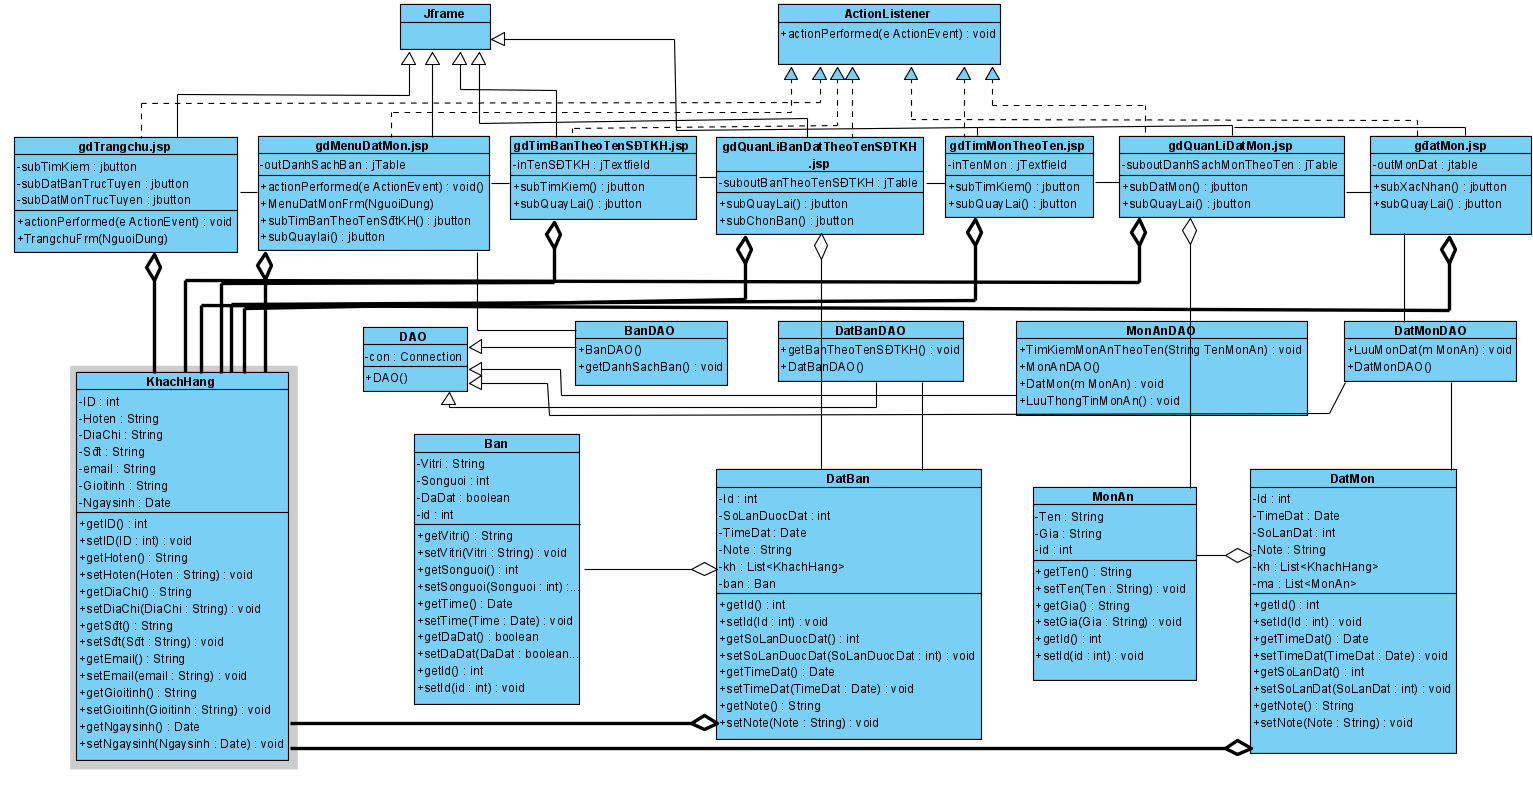 Jframe
ActionListener
+actionPerformed(e ActionEvent) : void
gdTrangchu.jsp
-subTimKiem : jbutton
-subDatBanTrucTuyen : jbutton
-subDatMonTrucTuyen : jbutton
+actionPerformed(e ActionEvent) : void
+TrangchuFrm(NguoiDung)
gdMenuDatMon.jsp
-outDanhSachBan : jTable
+actionPerformed(e ActionEvent) : void()
+MenuDatMonFrm(NguoiDung)
+subTimBanTheoTenSđtKH() : jbutton
+subQuaylai() : jbutton
gdTimBanTheoTenSĐTKH.jsp
-inTenSĐTKH : jTextfield
+subTimKiem() : jbutton
+subQuayLai() : jbutton
gdQuanLiBanDatTheoTenSĐTKH
.jsp
-suboutBanTheoTenSĐTKH : jTable
+subQuayLai() : jbutton
+subChonBan() : jbutton
gdTimMonTheoTen.jsp
-inTenMon : jTextfield
+subTimKiem() : jbutton
+subQuayLai() : jbutton
gdQuanLiDatMon.jsp
-suboutDanhSachMonTheoTen : jTable
+subDatMon() : jbutton
+subQuayLai() : jbutton
gđatMon.jsp
-outMonDat : jtable
+subXacNhan() : jbutton
+subQuayLai() : jbutton
DAO
-con : Connection
+DAO()
BanDAO
+BanDAO()
+getDanhSachBan() : void
DatBanDAO
+getBanTheoTenSĐTKH() : void
+DatBanDAO()
MonAnDAO
+TimKiemMonAnTheoTen(String TenMonAn) : void
+MonAnDAO()
+DatMon(m MonAn) : void
+LuuThongTinMonAn() : void
DatMonDAO
+LuuMonDat(m MonAn) : void
+DatMonDAO()
KhachHang
-ID : int
-Hoten : String
-DiaChi : String
-Sđt : String
-email : String
-Gioitinh : String
-Ngaysinh : Date
+getID() : int
+setID(ID : int) : void
+getHoten() : String
+setHoten(Hoten : String) : void
+getDiaChi() : String
+setDiaChi(DiaChi : String) : void
+getSđt() : String
+setSđt(Sđt : String) : void
+getEmail() : String
+setEmail(email : String) : void
+getGioitinh() : String
+setGioitinh(Gioitinh : String) : void
+getNgaysinh() : Date
+setNgaysinh(Ngaysinh : Date) : void
Ban
-Vitri : String
-Songuoi : int
-DaDat : boolean
-id : int
+getVitri() : String
+setVitri(Vitri : String) : void
+getSonguoi() : int
+setSonguoi(Songuoi : int) :...
+getTime() : Date
+setTime(Time : Date) : void
+getDaDat() : boolean
+setDaDat(DaDat : boolean...
+getId() : int
+setId(id : int) : void
DatBan
-Id : int
-SoLanDuocDat : int
-TimeDat : Date
-Note : String
-kh : List<KhachHang>
-ban : Ban
+getId() : int
+setId(Id : int) : void
+getSoLanDuocDat() : int
+setSoLanDuocDat(SoLanDuocDat : int) : void
+getTimeDat() : Date
+setTimeDat(TimeDat : Date) : void
+getNote() : String
+setNote(Note : String) : void
MonAn
-Ten : String
-Gia : String
-id : int
+getTen() : String
+setTen(Ten : String) : void
+getGia() : String
+setGia(Gia : String) : void
+getId() : int
+setId(id : int) : void
DatMon
-Id : int
-TimeDat : Date
-SoLanDat : int
-Note : String
-kh : List<KhachHang>
-ma : List<MonAn>
+getId() : int
+setId(Id : int) : void
+getTimeDat() : Date
+setTimeDat(TimeDat : Date) : void
+getSoLanDat() : int
+setSoLanDat(SoLanDat : int) : void
+getNote() : String
+setNote(Note : String) : void